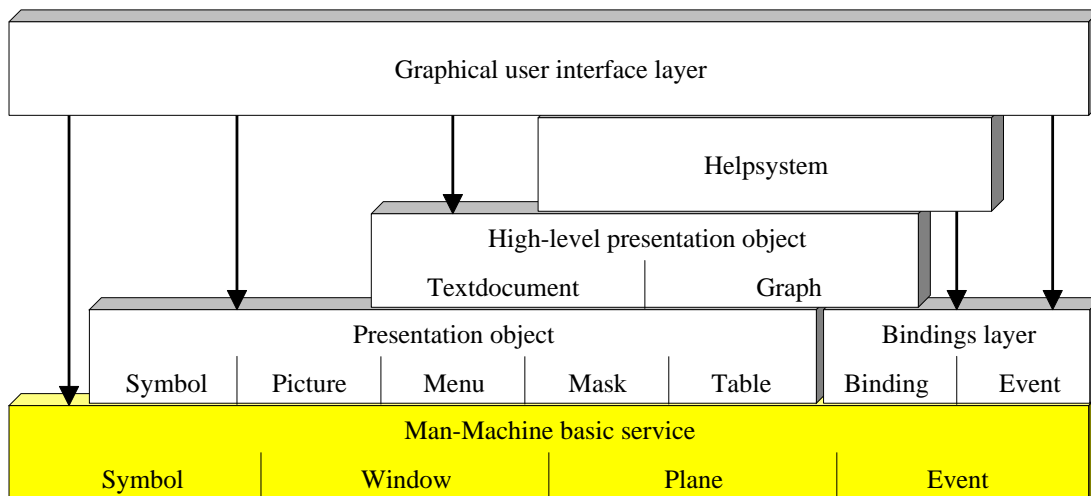 Graphical user interface layer
Helpsystem
High-level presentation object
Textdocument Graph
Presentation object Bindings layer
Symbol Picture Menu Mask Table Binding Event
Man-Machine basic service
Symbol Window Plane Event